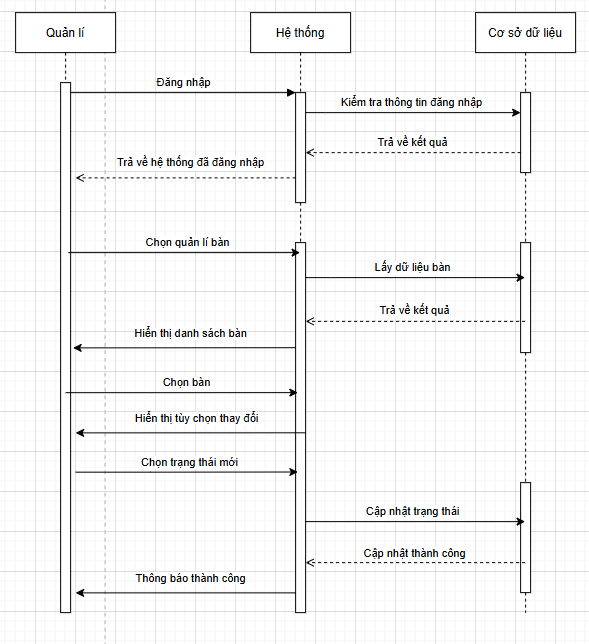 Quản lí
Hệ thống
Cơ sở dữ liệu
Đăng nhập
Kiểm tra thông tin đăng nhập
Trả về kết quả
Trả về hệ thống đã đăng nhập
Chọn quản lí bàn
Lấy dữ liệu bàn
Trả về kết quả
Hiển thị danh sách bàn
Chọn bàn
Hiển thị tùy chọn thay đổi
Chọn trạng thái mới
Cập nhật trạng thái
Cập nhật thành công
Thông báo thành công